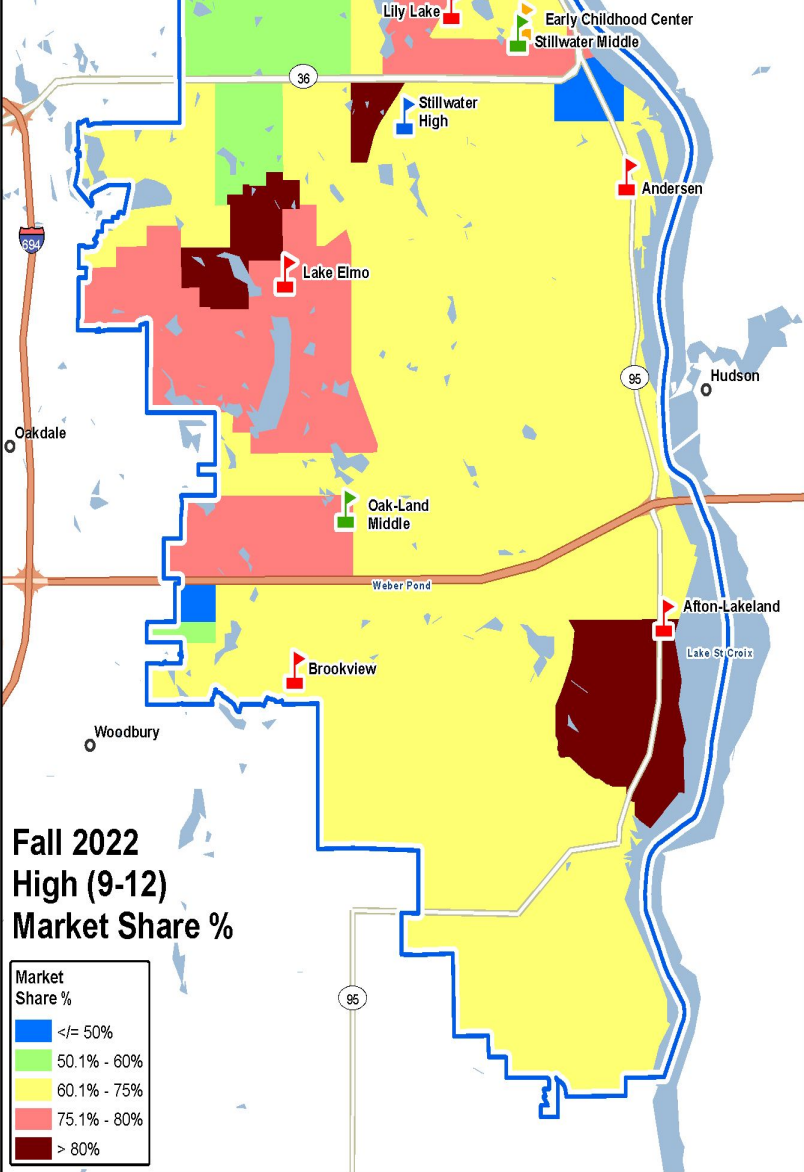 Lily Lake
Early Childhood Center
Stillwater Middle
36
Stillwater
High
Andersen
694
Lake Elmo
95
Hudson
Oakdale
Oak-Land
Middle
Weber Pond
Afton-Lakeland
Lake St Croix
Brookview
Woodbury
Fall 2022
High (9-12)
Market Share %
95
Market
Share %
</= 50%
50.1% - 60%
60.1% - 75%
75.1% - 80%
> 80%